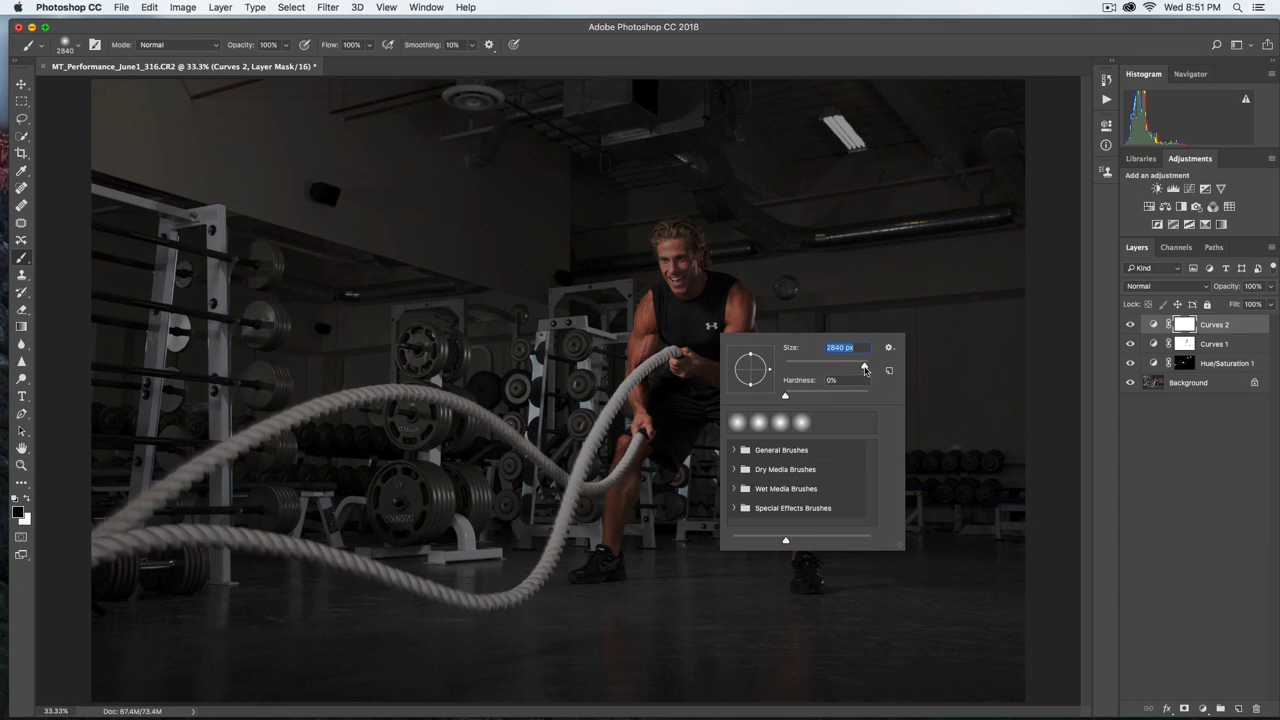 Photoshop CC File Edit Image Layer Type Select Filter 3D View Window Help Wed 8:51 PM
Adobe Photoshop CC 2018
2840 Mode: Normal Opacity: 100% Flow: 100% Smoothing: 10%
× MT_Performance_June1_316.CR2 @ 33.3% (Curves 2, Layer Mask/16) *
Histogram Navigator
Libraries Adjustments
Add an adjustment
Layers Channels Paths
Kind
Normal Opacity: 100%
Lock: Fill: 100%
Curves 2
Curves 1
Hue/Saturation 1
Background
Size: 2840 px
Hardness: 0%
General Brushes
Dry Media Brushes
Wet Media Brushes
Special Effects Brushes
33.33% Doc: 67.4M/73.4M